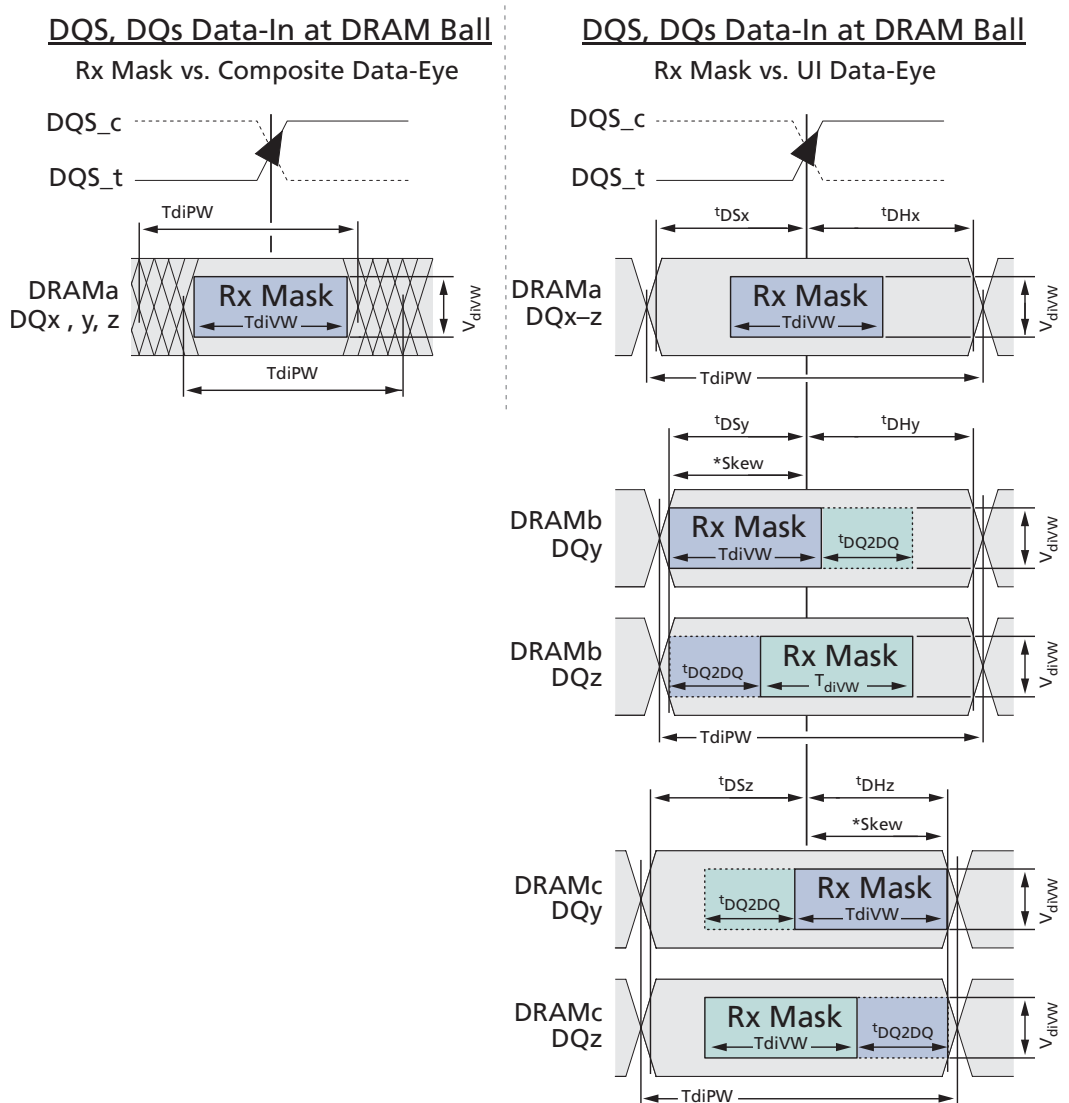 DQS, DQs Data-In at DRAM Ball
Rx Mask vs. Composite Data-Eye
DQS_c
DQS_t
TdiPW
DRAMa
DQx , y, z
Rx Mask
TdiVW
VdiVW
TdiPW
DQS, DQs Data-In at DRAM Ball
Rx Mask vs. UI Data-Eye
DQS_c
DQS_t
tDSx
tDHx
DRAMa
DQx–z
Rx Mask
TdiVW
VdiVW
TdiPW
tDSy
tDHy
*Skew
DRAMb
DQy
Rx Mask
TdiVW
tDQ2DQ
VdiVW
DRAMb
DQz
tDQ2DQ
Rx Mask
TdiVW
VdiVW
TdiPW
tDSz
tDHz
*Skew
DRAMc
DQy
tDQ2DQ
Rx Mask
TdiVW
VdiVW
DRAMc
DQz
Rx Mask
TdiVW
tDQ2DQ
VdiVW
TdiPW